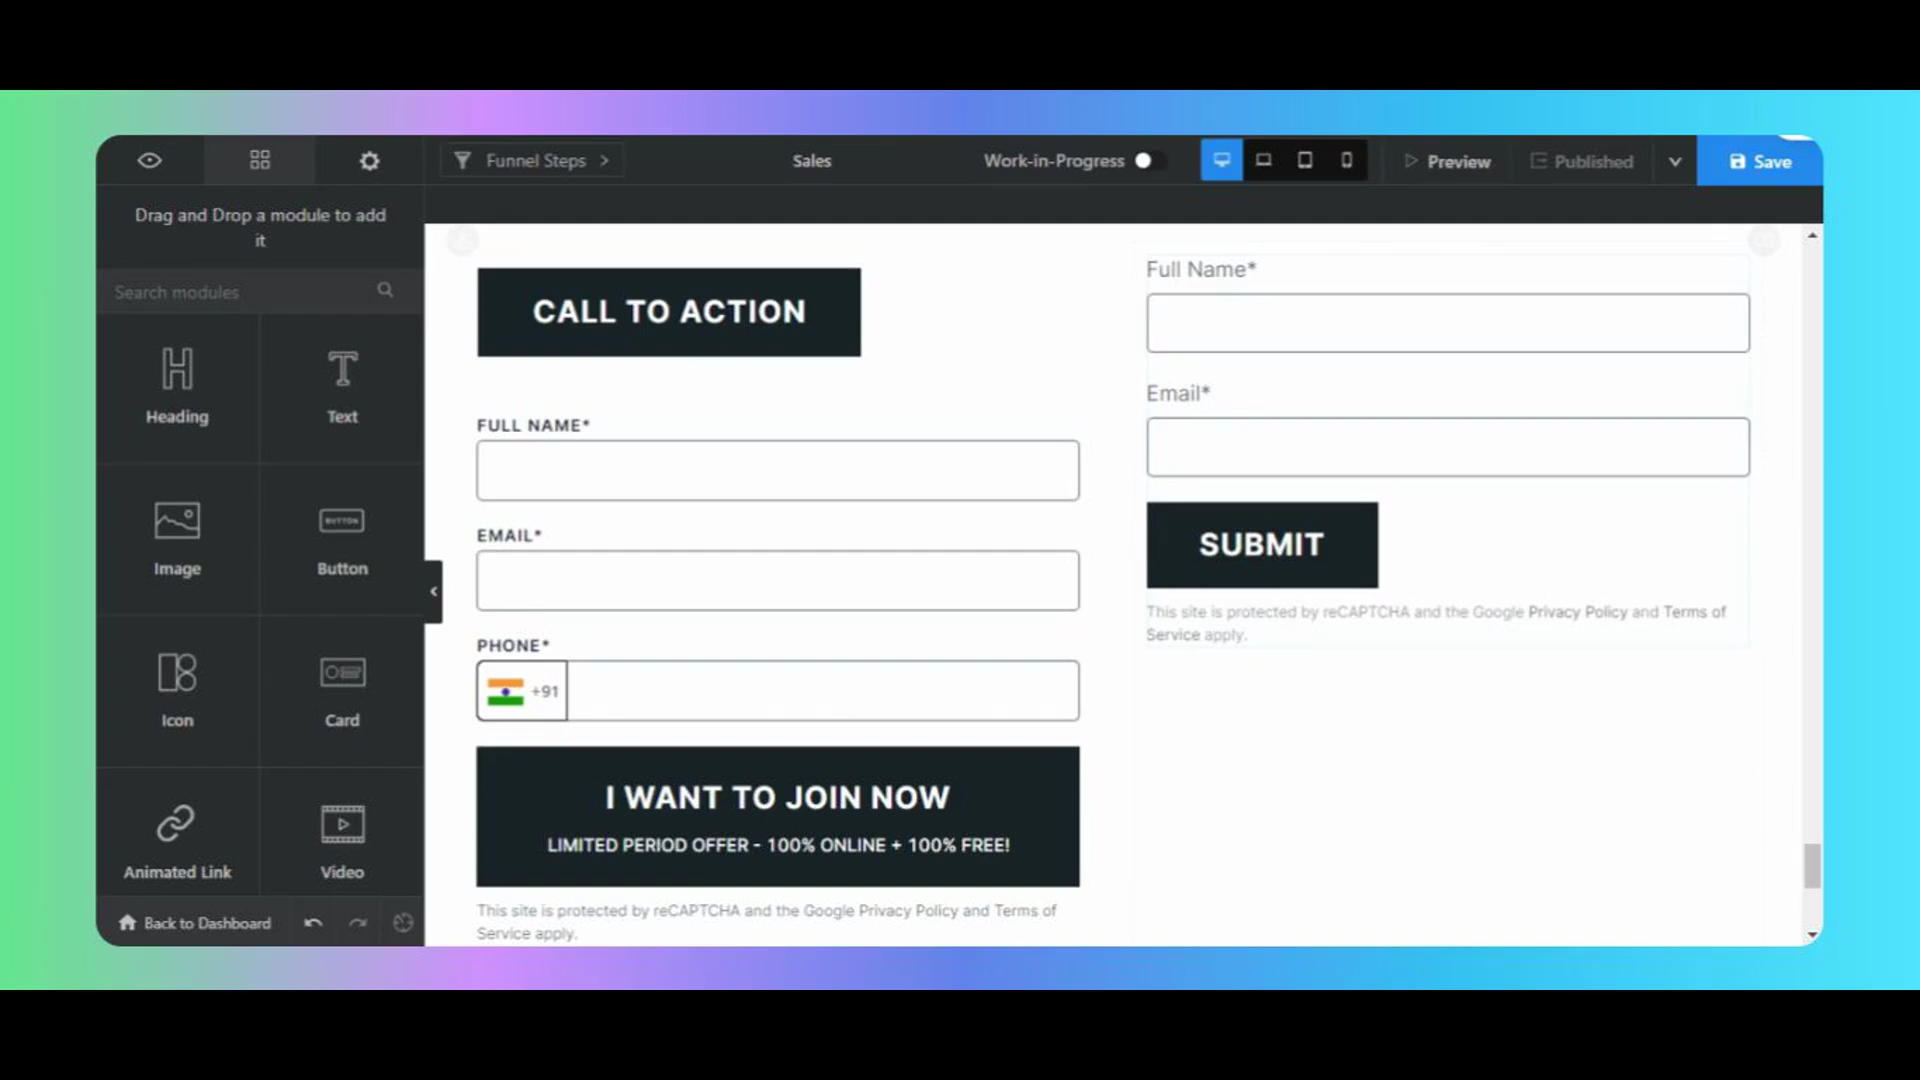 Funnel Steps
Sales
Work-in-Progress
Preview
Published
Save
Drag and Drop a module to add
it
Search modules
Heading
Text
Image
BUTTON
Button
Icon
Card
Animated Link
Video
Back to Dashboard
CALL TO ACTION
FULL NAME*
EMAIL*
PHONE*
+91
I WANT TO JOIN NOW
LIMITED PERIOD OFFER - 100% ONLINE + 100% FREE!
This site is protected by reCAPTCHA and the Google Privacy Policy and Terms of
Service apply.
Full Name*
Email*
SUBMIT
This site is protected by reCAPTCHA and the Google Privacy Policy and Terms of
Service apply.